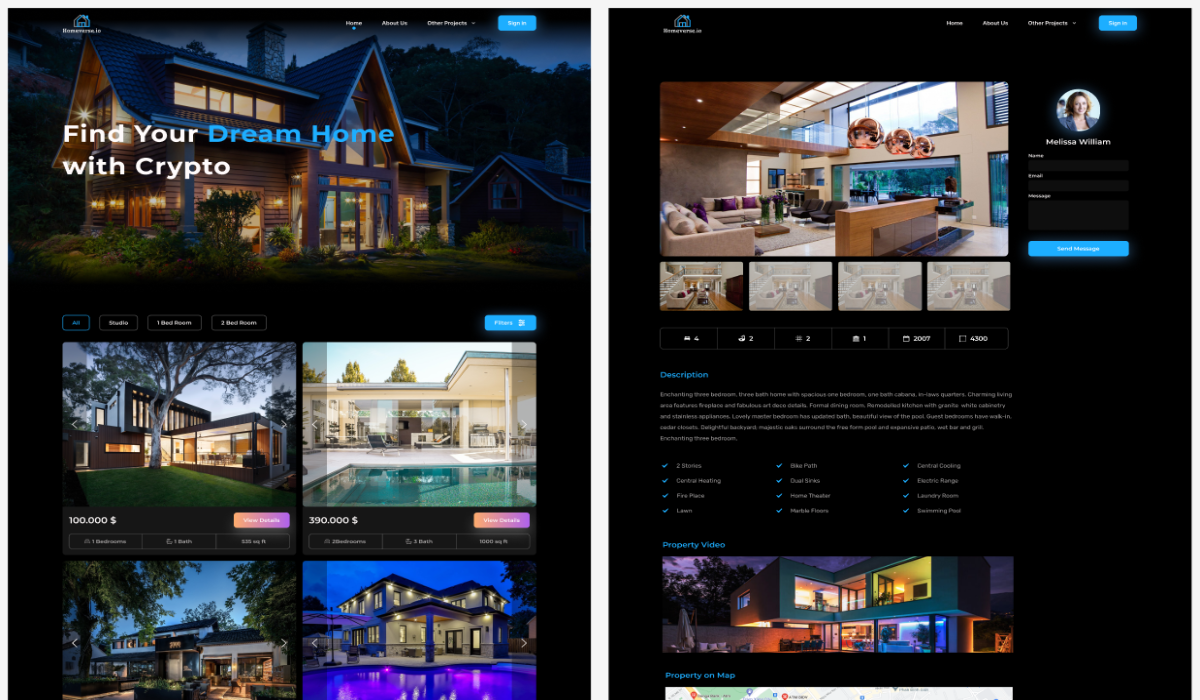 Homeverse.io
Home
About Us
Other Projects
Sign in
Find Your Dream Home
with Crypto
All
Studio
1 Bed Room
2 Bed Room
Filters
100.000 $
View Details
1 Bedrooms
1 Bath
535 sq ft
390.000 $
View Details
2Bedrooms
3 Bath
1000 sq ft
Homeverse.io
Home
About Us
Other Projects
Sign in
Melissa William
Name
Email
Message
Send Message
4
2
2
1
2007
4300
Description
Enchanting three bedroom, three bath home with spacious one bedroom, one bath cabana, in-laws quarters. Charming living
area features fireplace and fabulous art deco details. Formal dining room. Remodelled kitchen with granite white cabinetry
and stainless appliances. Lovely master bedroom has updated bath, beautiful view of the pool. Guest bedrooms have walk-in,
cedar closets. Delightful backyard; majestic oaks surround the free form pool and expansive patio, wet bar and grill.
Enchanting three bedroom,
2 Stories
Bike Path
Central Cooling
Central Heating
Dual Sinks
Electric Range
Fire Place
Home Theater
Laundry Room
Lawn
Marble Floors
Swimming Pool
Property Video
Property on Map